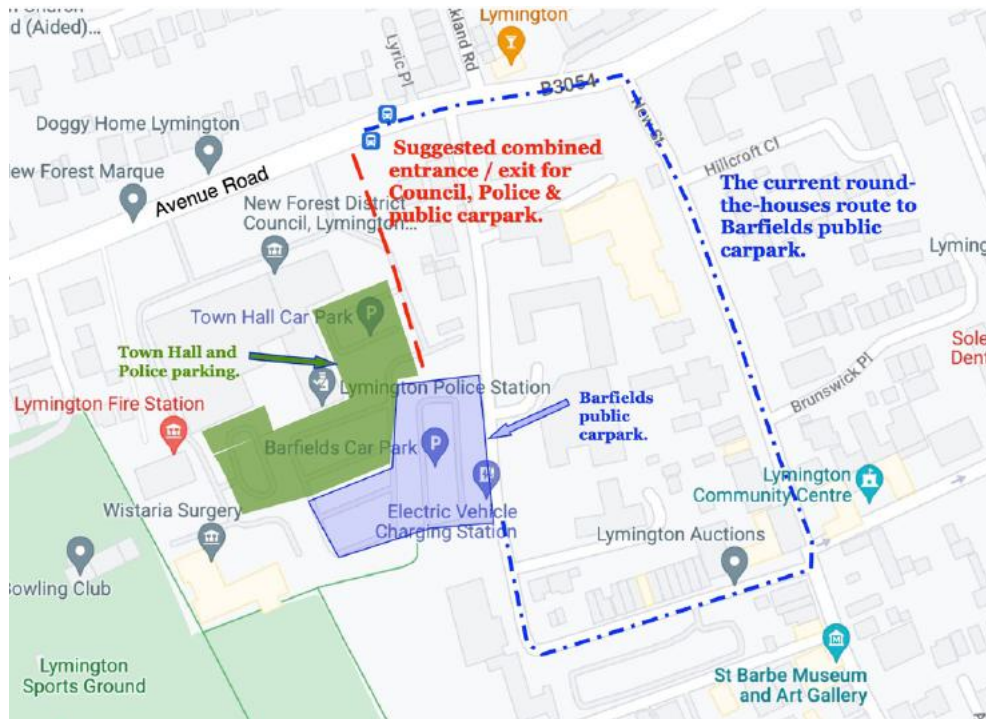 d (Aided)...
Lymington
Lyric Pl
kland Rd
B3054
New St
Doggy Home Lymington
ew Forest Marque
Avenue Road
Suggested combined
entrance / exit for
Council, Police &
public carpark.
Hillcroft Cl
New Forest District
Council, Lymington...
The current round-
the-houses route to
Barfields public
carpark.
Lyming
Town Hall Car Park
P
Town Hall and
Police parking.
Lymington Police Station
Sole
Dent
Brunswick Pl
Lymington Fire Station
Barfields
public
carpark.
Barfields Car Park
P
Lymington
Community Centre
Wistaria Surgery
Electric Vehicle
Charging Station
Lymington Auctions
Bowling Club
Lymington
Sports Ground
St Barbe Museum
and Art Gallery